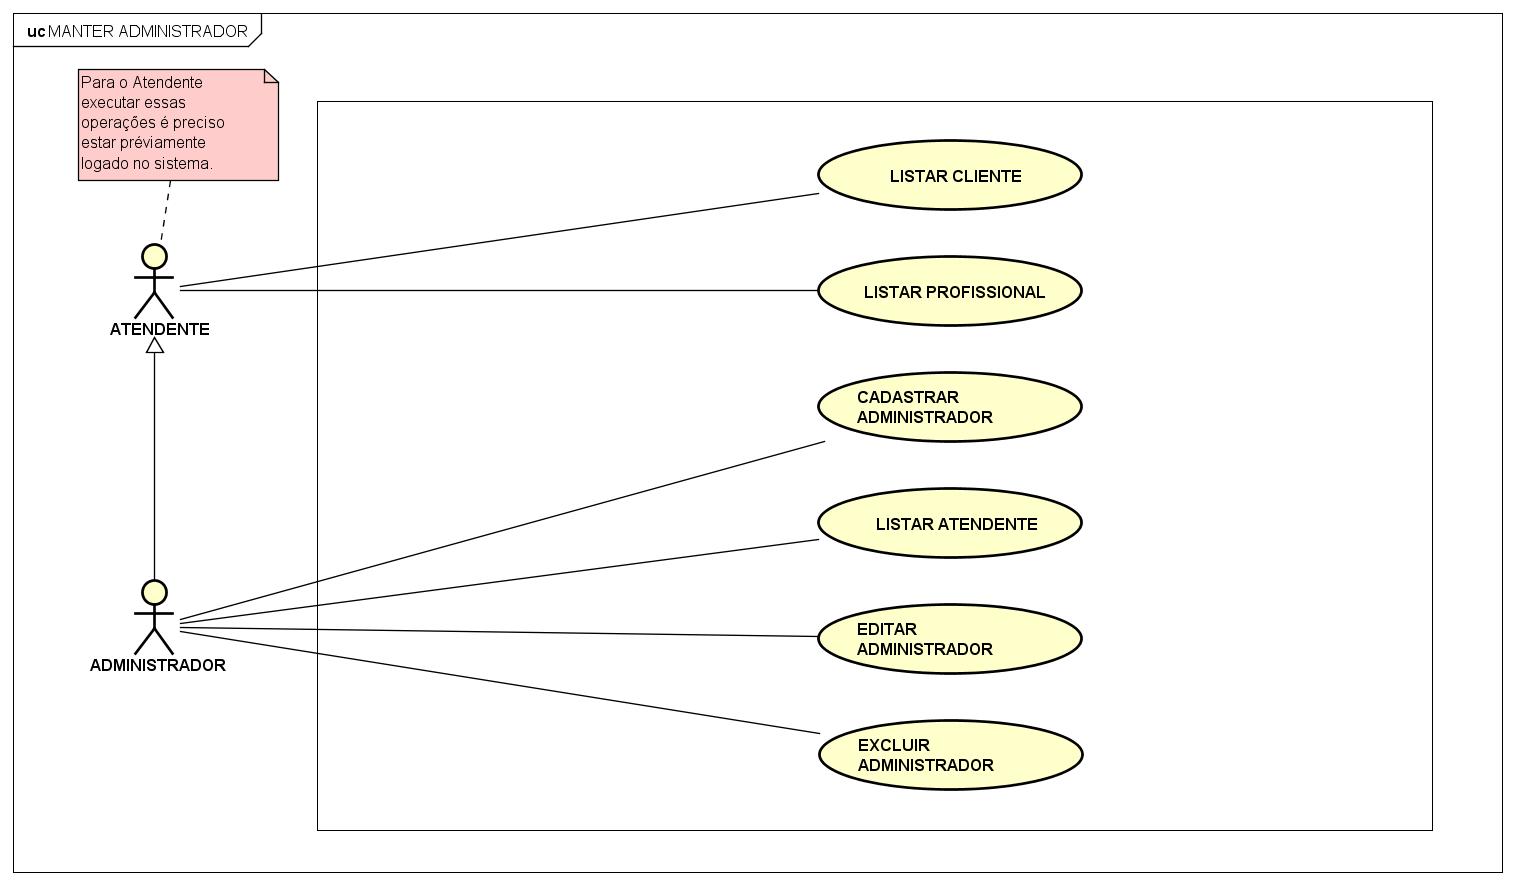 uc MANTER ADMINISTRADOR
Para o Atendente
executar essas
operações é preciso
estar préviamente
logado no sistema.
LISTAR CLIENTE
LISTAR PROFISSIONAL
ATENDENTE
CADASTRAR
ADMINISTRADOR
LISTAR ATENDENTE
EDITAR
ADMINISTRADOR
ADMINISTRADOR
EXCLUIR
ADMINISTRADOR